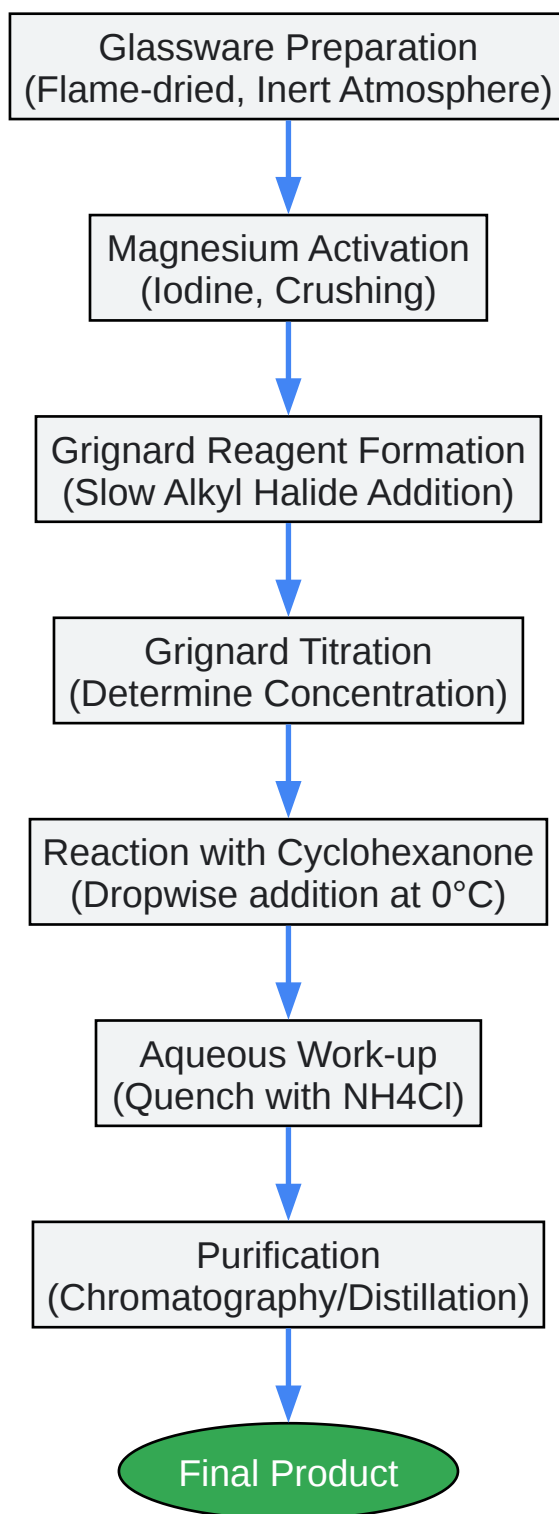 Glassware Preparation
(Flame-dried, Inert Atmosphere)
Magnesium Activation
(Iodine, Crushing)
Grignard Reagent Formation
(Slow Alkyl Halide Addition)
Grignard Titration
(Determine Concentration)
Reaction with Cyclohexanone
(Dropwise addition at 0°C)
Aqueous Work-up
(Quench with NH4Cl)
Purification
(Chromatography/Distillation)
Final Product